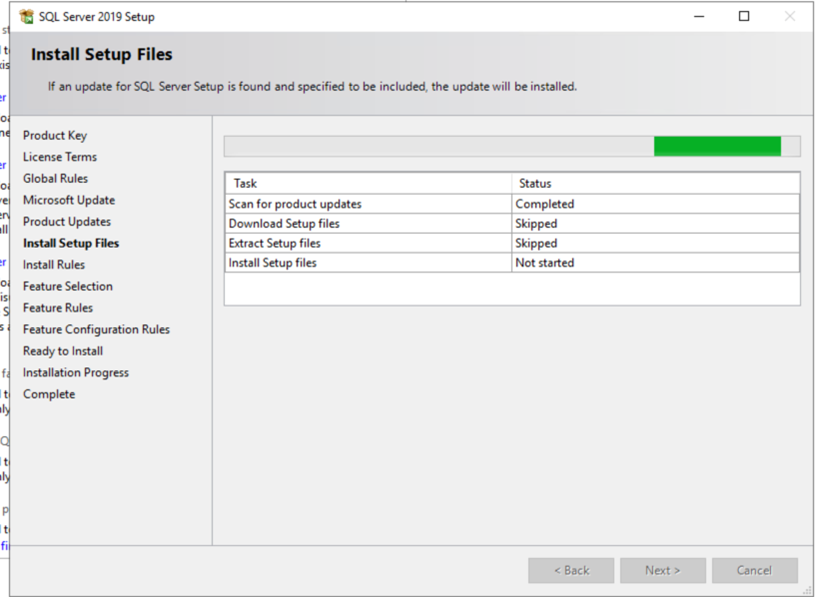 SQL Server 2019 Setup
Install Setup Files
If an update for SQL Server Setup is found and specified to be included, the update will be installed.
Product Key
License Terms
Global Rules
Microsoft Update
Product Updates
Install Setup Files
Install Rules
Feature Selection
Feature Rules
Feature Configuration Rules
Ready to Install
Installation Progress
Complete
Task Status
Scan for product updates Completed
Download Setup files Skipped
Extract Setup files Skipped
Install Setup files Not started
< Back Next > Cancel